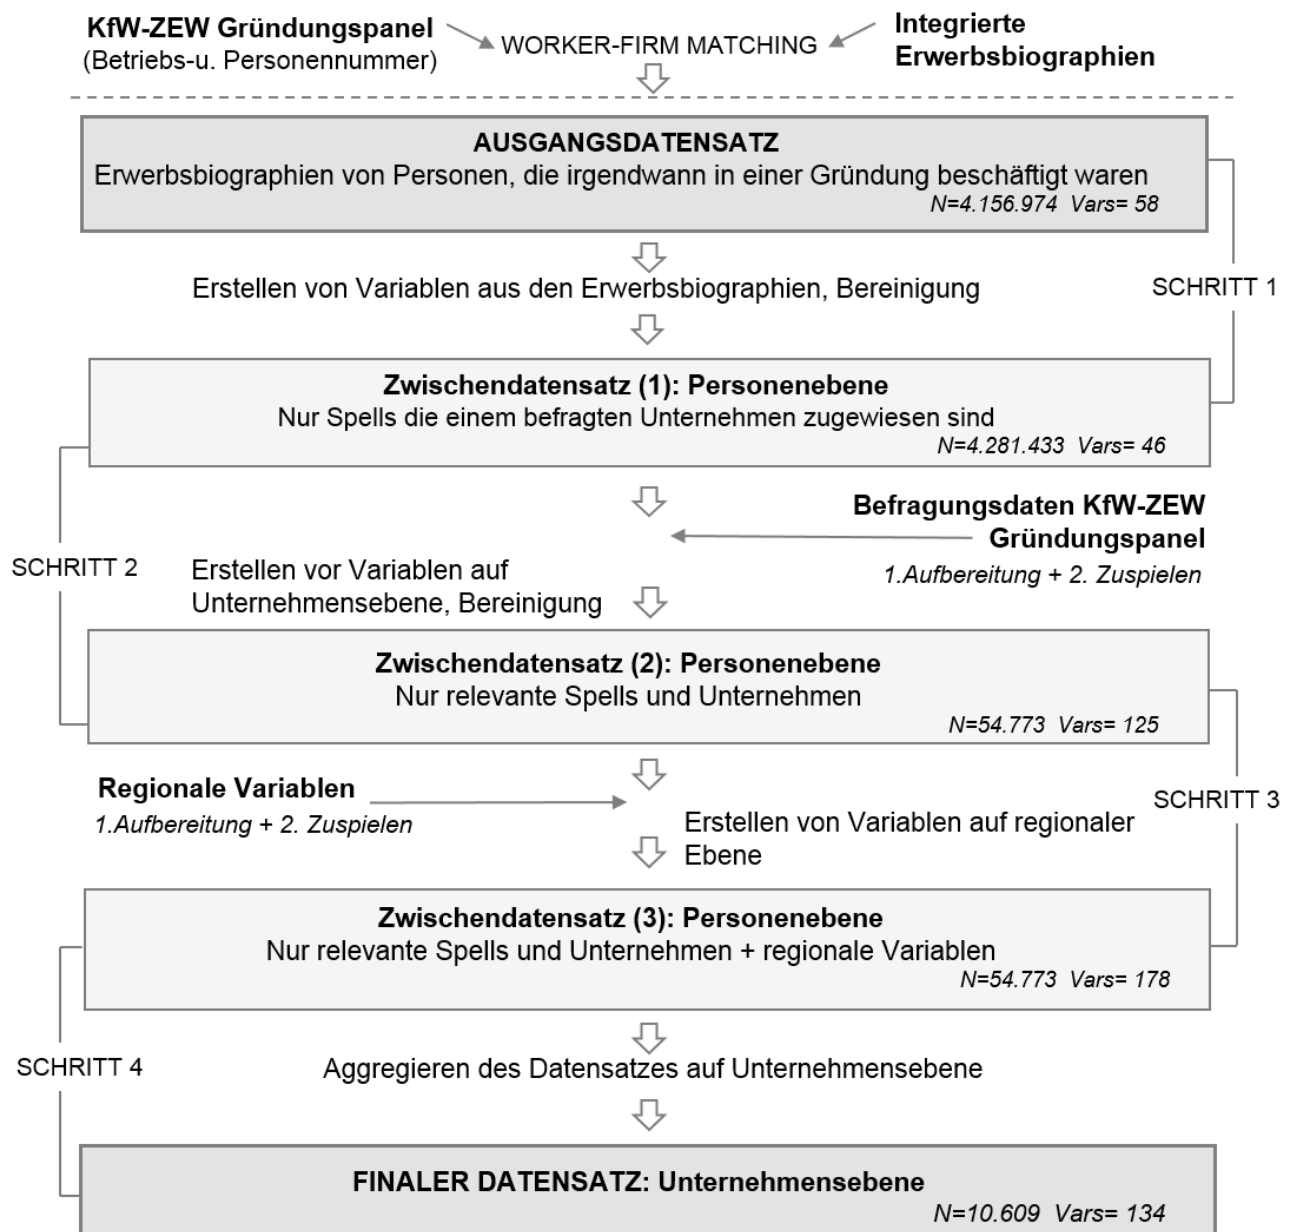 KfW-ZEW Gründungspanel
(Betriebs-u. Personennummer)
WORKER-FIRM MATCHING
Integrierte
Erwerbsbiographien
AUSGANGSDATENSATZ
Erwerbsbiographien von Personen, die irgendwann in einer Gründung beschäftigt waren
N=4.156.974 Vars= 58
Erstellen von Variablen aus den Erwerbsbiographien, Bereinigung
SCHRITT 1
Zwischendatensatz (1): Personenebene
Nur Spells die einem befragten Unternehmen zugewiesen sind
N=4.281.433 Vars= 46
Befragungsdaten KfW-ZEW
Gründungspanel
1.Aufbereitung + 2. Zuspielen
SCHRITT 2
Erstellen vor Variablen auf
Unternehmensebene, Bereinigung
Zwischendatensatz (2): Personenebene
Nur relevante Spells und Unternehmen
N=54.773 Vars= 125
Regionale Variablen
1.Aufbereitung + 2. Zuspielen
SCHRITT 3
Erstellen von Variablen auf regionaler
Ebene
Zwischendatensatz (3): Personenebene
Nur relevante Spells und Unternehmen + regionale Variablen
N=54.773 Vars= 178
SCHRITT 4
Aggregieren des Datensatzes auf Unternehmensebene
FINALER DATENSATZ: Unternehmensebene
N=10.609 Vars= 134